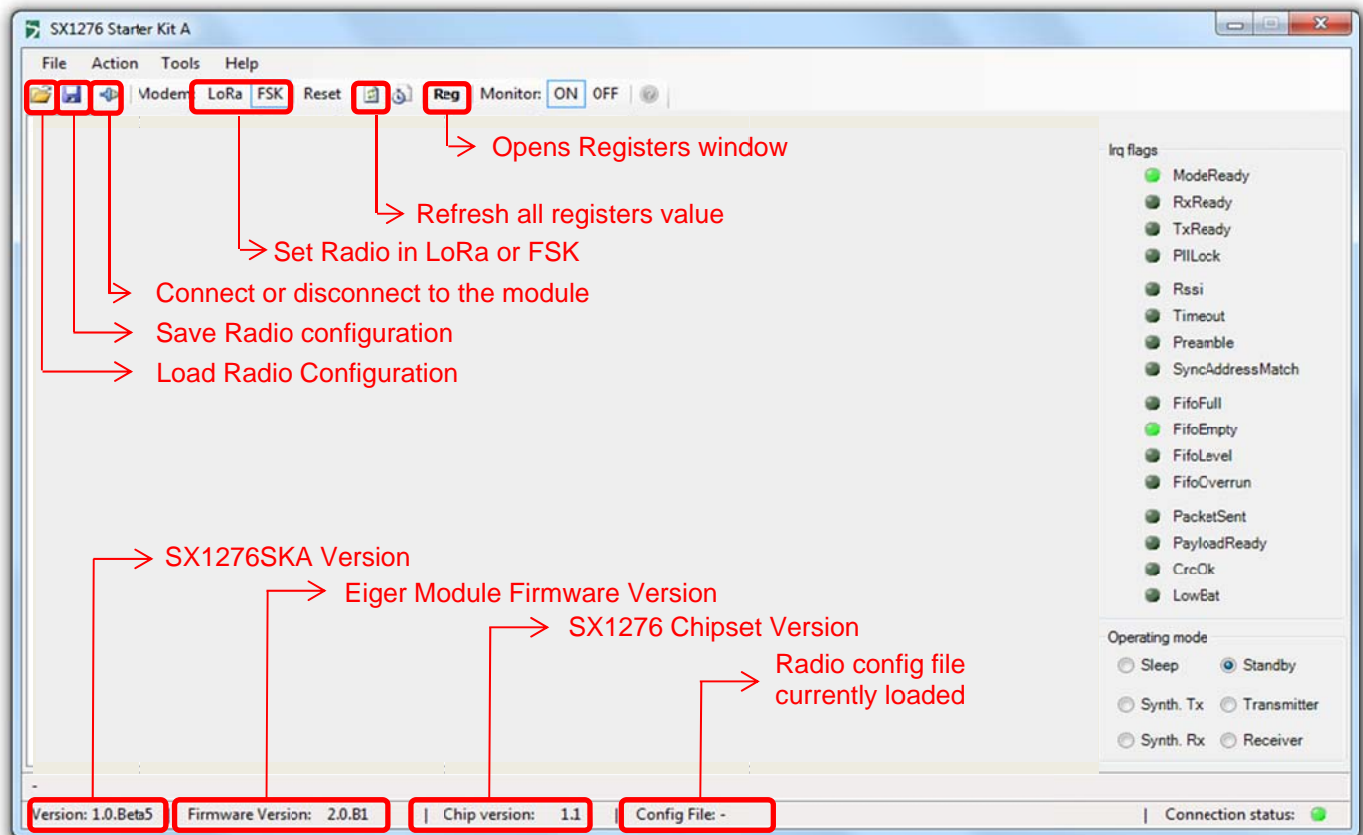 SX1276 Starter Kit A
File Action Tools Help
Modem: LoRa FSK Reset Reg Monitor: ON OFF
Opens Registers window
Refresh all registers value
Set Radio in LoRa or FSK
Connect or disconnect to the module
Save Radio configuration
Load Radio Configuration
Irq flags
ModeReady
RxReady
TxReady
PllLock
Rssi
Timeout
Preamble
SyncAddressMatch
FifoFull
FifoEmpty
FifoLevel
FifoOverrun
PacketSent
PayloadReady
CrcOk
LowBat
SX1276SKA Version
Eiger Module Firmware Version
SX1276 Chipset Version
Radio config file
currently loaded
Operating mode
Sleep Standby
Synth. Tx Transmitter
Synth. Rx Receiver
-
Version: 1.0.Beta5 Firmware Version: 2.0.B1 | Chip version: 1.1 | Config File: - | Connection status: